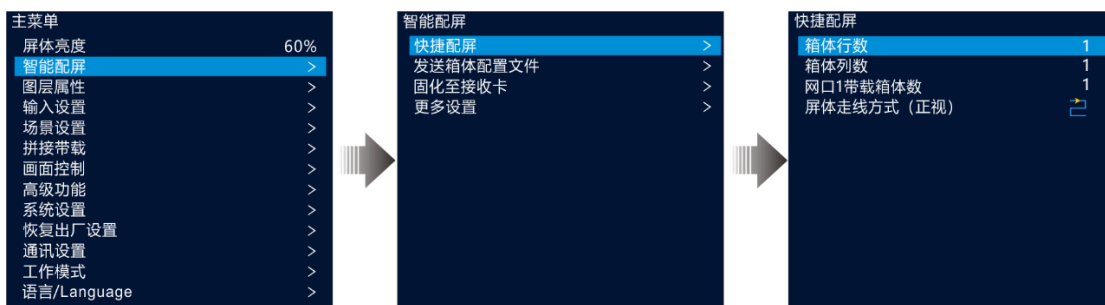 主菜单
屏体亮度 60%
智能配屏 >
图层属性 >
输入设置 >
场景设置 >
拼接带载 >
画面控制 >
高级功能 >
系统设置 >
恢复出厂设置 >
通讯设置 >
工作模式 >
语言/Language >
智能配屏
快捷配屏 >
发送箱体配置文件 >
固化至接收卡 >
更多设置 >
快捷配屏
箱体行数 1
箱体列数 1
网口1带载箱体数 1
屏体走线方式（正视）